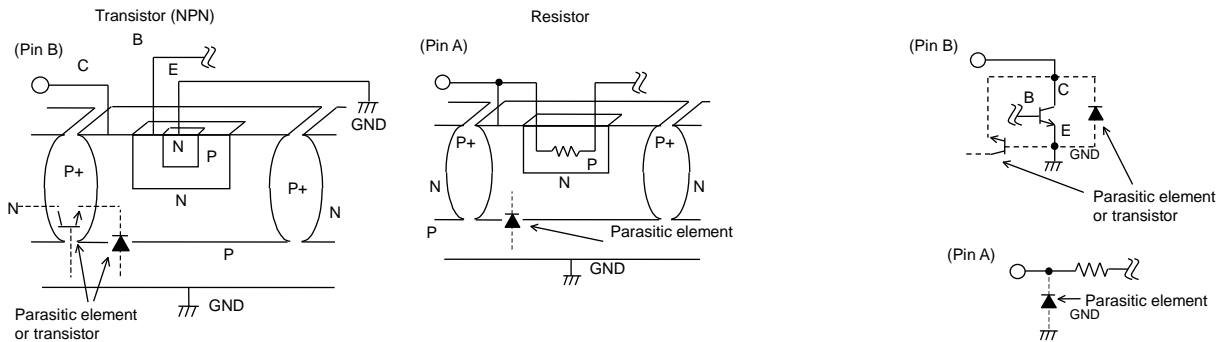 Transistor (NPN)
(Pin B)
C
B
E
GND
P+
N
P
N
P+
N
N
P
GND
Parasitic element
or transistor
Resistor
(Pin A)
P+
N
P
N
P+
N
P
Parasitic element
GND
(Pin B)
C
B
E
GND
Parasitic element
or transistor
(Pin A)
Parasitic element
GND